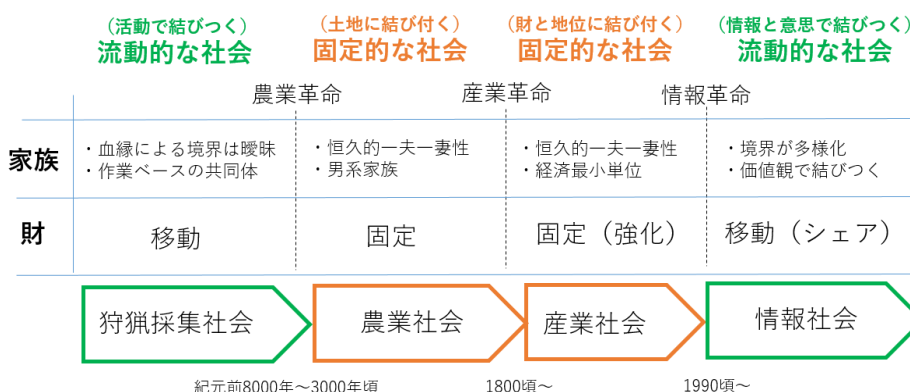 （活動で結びつく）
流動的な社会
（土地に結び付く）
固定的な社会
（財と地位に結び付く）
固定的な社会
（情報と意思で結びつく）
流動的な社会
農業革命
産業革命
情報革命
家族
・血縁による境界は曖昧
・作業ベースの共同体
・恒久的一夫一妻性
・男系家族
・恒久的一夫一妻性
・経済最小単位
・境界が多様化
・価値観で結びつく
財
移動
固定
固定（強化）
移動（シェア）
狩猟採集社会
農業社会
産業社会
情報社会
紀元前8000年～3000年頃
1800頃～
1990頃～